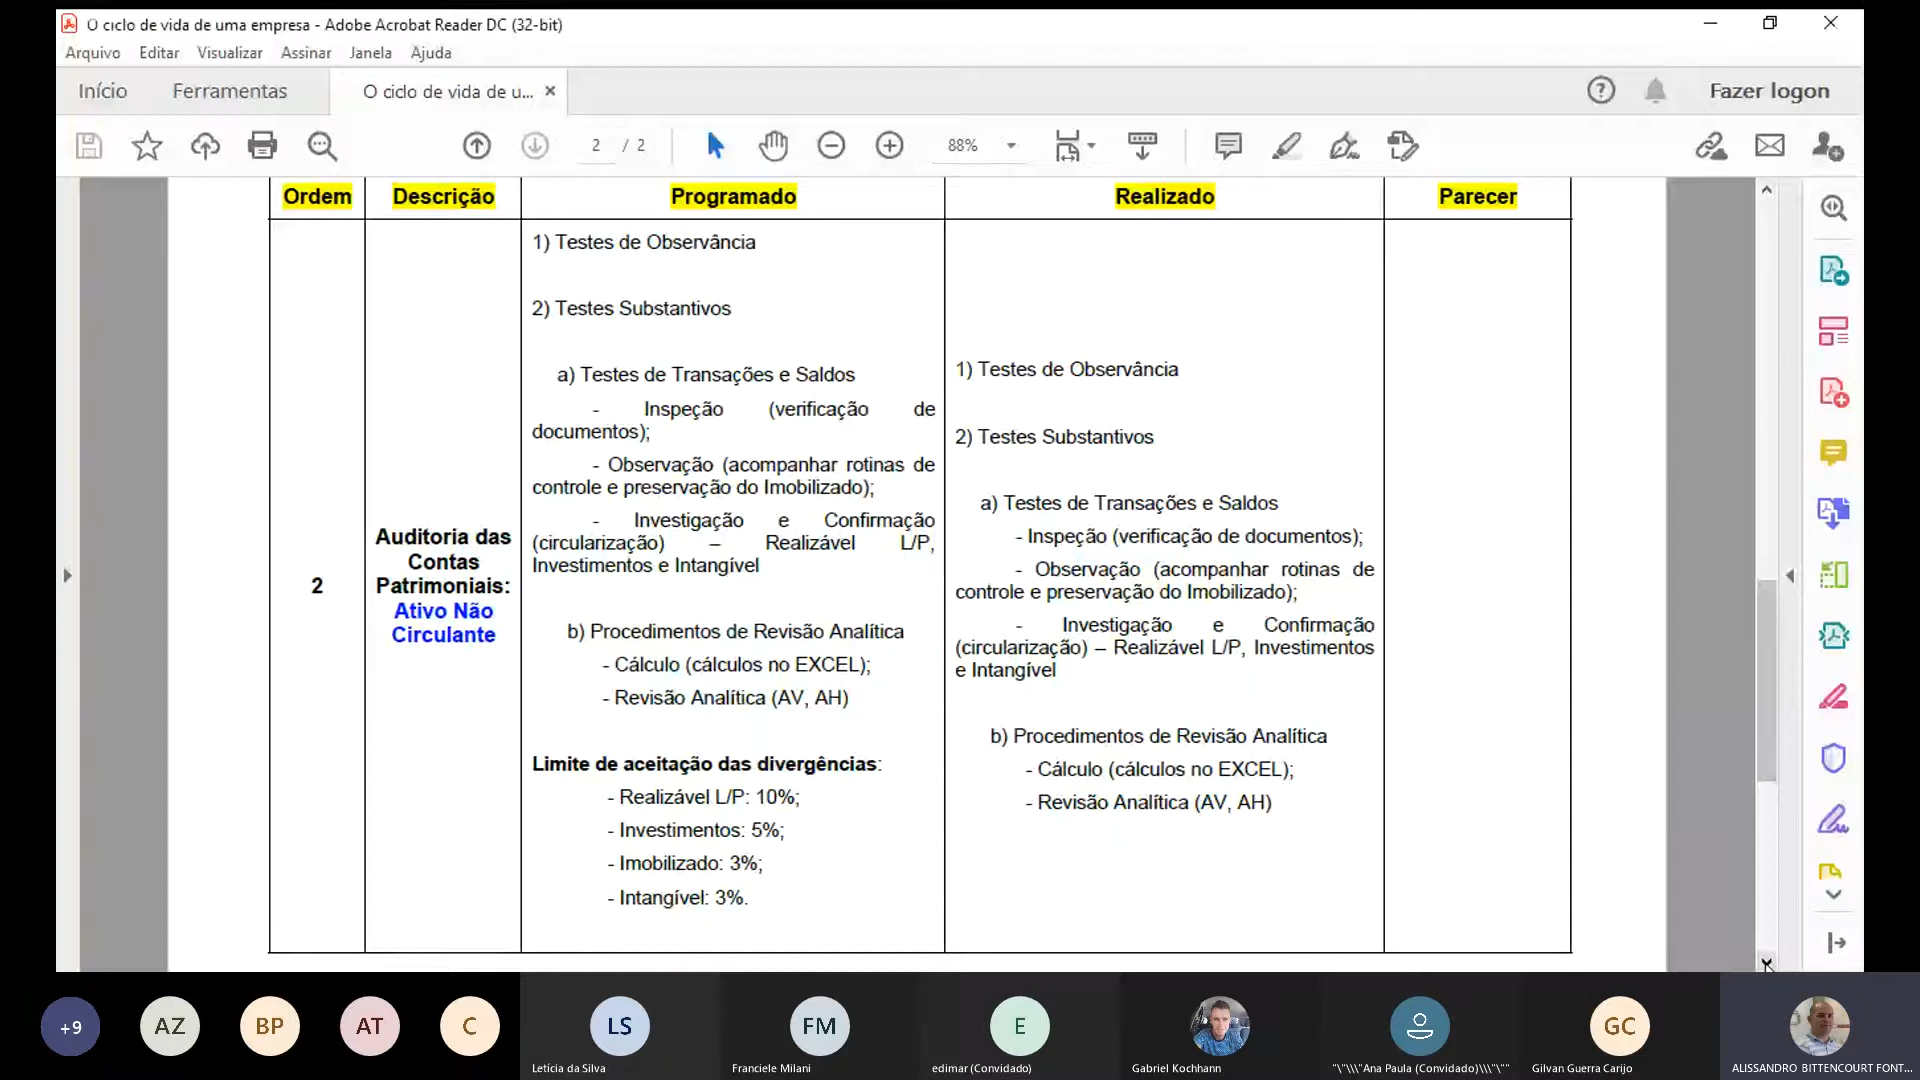 O ciclo de vida de uma empresa - Adobe Acrobat Reader DC (32-bit)
Arquivo Editar Visualizar Assinar Janela Ajuda
Início Ferramentas O ciclo de vida de u... Fazer logon
2 / 2 88%
Ordem Descrição Programado Realizado Parecer
2
Auditoria das
Contas
Patrimoniais:
Ativo Não
Circulante
1) Testes de Observância
2) Testes Substantivos
a) Testes de Transações e Saldos
- Inspeção (verificação de
documentos);
- Observação (acompanhar rotinas de
controle e preservação do Imobilizado);
- Investigação e Confirmação
(circularização) – Realizável L/P,
Investimentos e Intangível
b) Procedimentos de Revisão Analítica
- Cálculo (cálculos no EXCEL);
- Revisão Analítica (AV, AH)
Limite de aceitação das divergências:
- Realizável L/P: 10%;
- Investimentos: 5%;
- Imobilizado: 3%;
- Intangível: 3%.
1) Testes de Observância
2) Testes Substantivos
a) Testes de Transações e Saldos
- Inspeção (verificação de documentos);
- Observação (acompanhar rotinas de
controle e preservação do Imobilizado);
- Investigação e Confirmação
(circularização) – Realizável L/P, Investimentos
e Intangível
b) Procedimentos de Revisão Analítica
- Cálculo (cálculos no EXCEL);
- Revisão Analítica (AV, AH)
+9 AZ BP AT C LS FM E GC
Letícia da Silva Franciele Milani edimar (Convidado) Gabriel Kochhann "\"\\\"Ana Paula (Convidado)\\\"\"" Gilvan Guerra Carijo ALISSANDRO BITTENCOURT FONT...